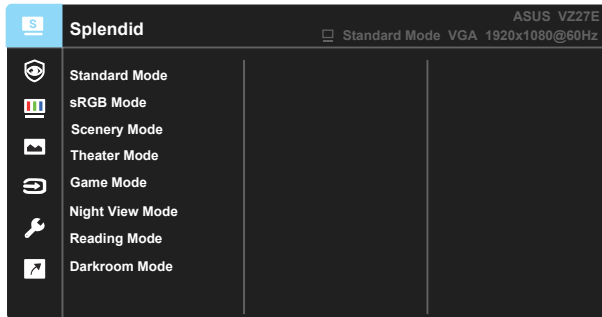 S
Splendid
ASUS VZ27E
Standard Mode VGA 1920x1080@60Hz
Standard Mode
sRGB Mode
Scenery Mode
Theater Mode
Game Mode
Night View Mode
Reading Mode
Darkroom Mode